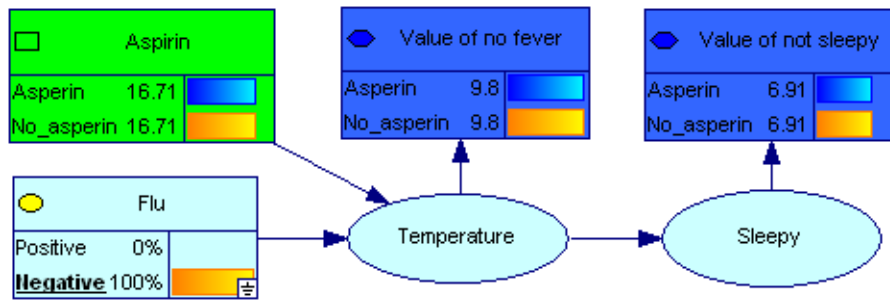 Aspirin
Asperin 16.71
No_asperin 16.71
Value of no fever
Asperin 9.8
No_asperin 9.8
Value of not sleepy
Asperin 6.91
No_asperin 6.91
Flu
Positive 0%
Negative 100%
Temperature
Sleepy